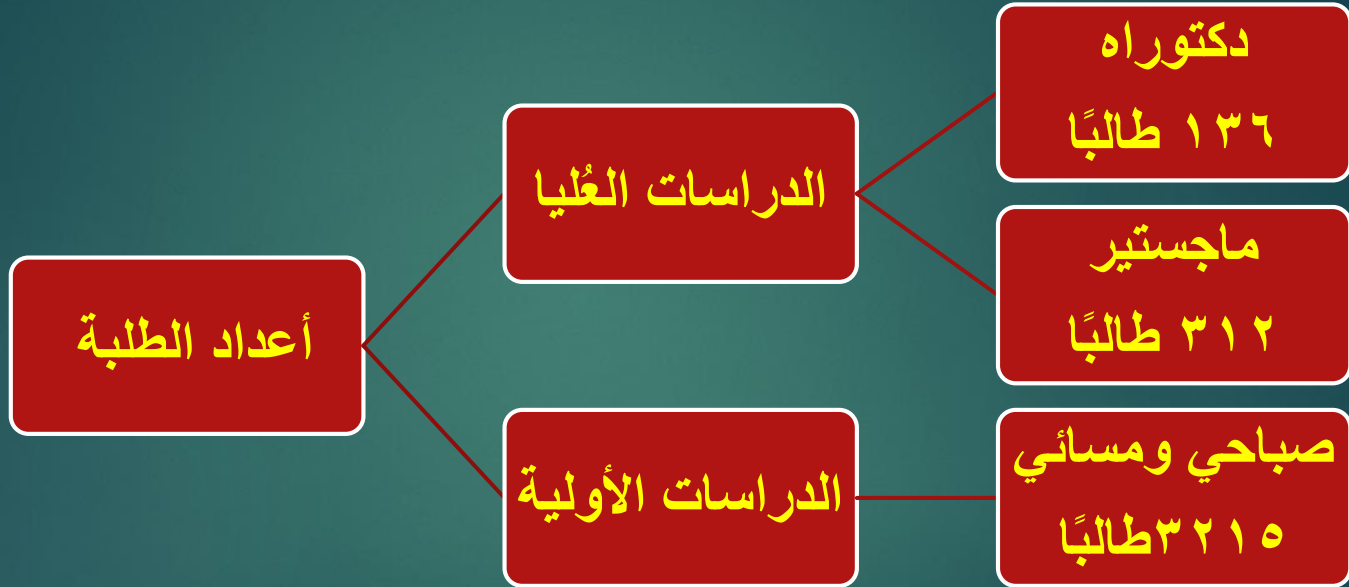 أعداد الطلبة
الدراسات العُليا
دكتوراه
١٣٦ طالبًا
ماجستير
٣١٢ طالبًا
الدراسات الأولية
صباحي ومسائي
٣٢١٥طالبًا